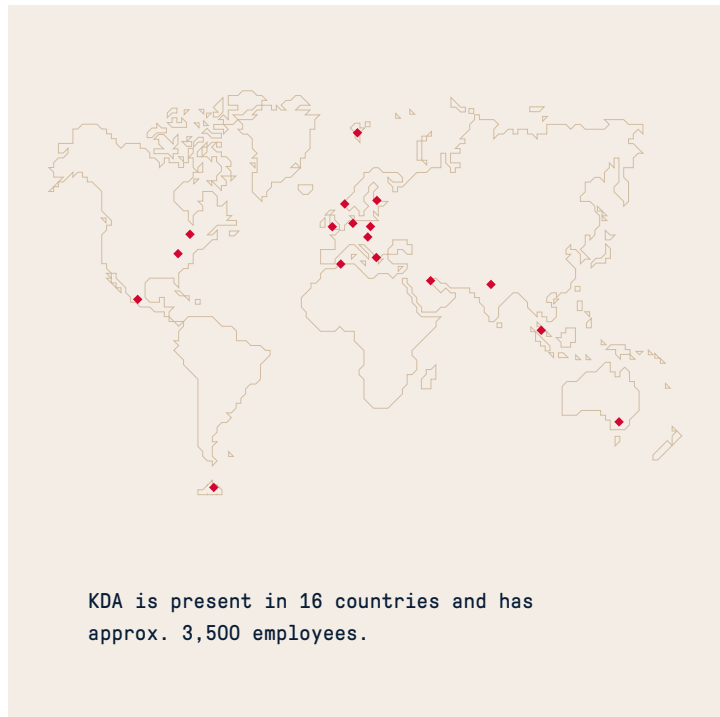 KDA is present in 16 countries and has
approx. 3,500 employees.